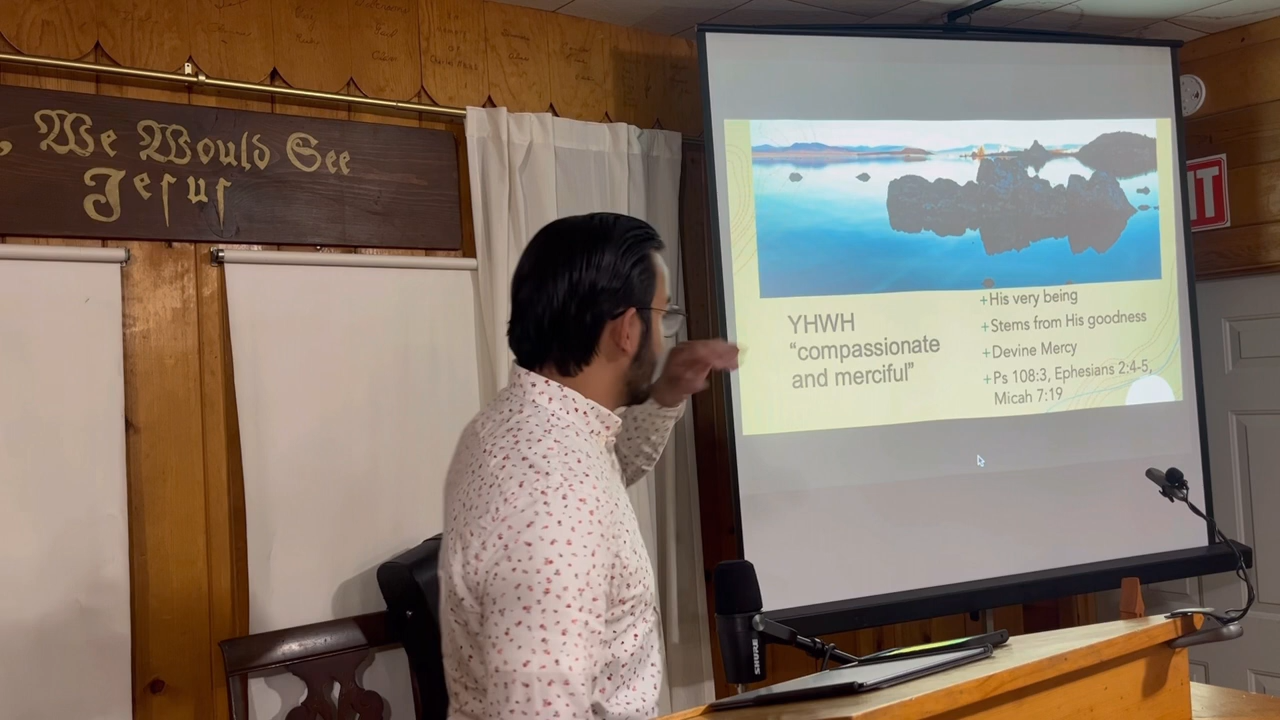 , We Would See
Jesus
YHWH
“compassionate
and merciful”
+His very being
+Stems from His goodness
+Devine Mercy
+Ps 108:3, Ephesians 2:4-5,
Micah 7:19
IT
SHURE